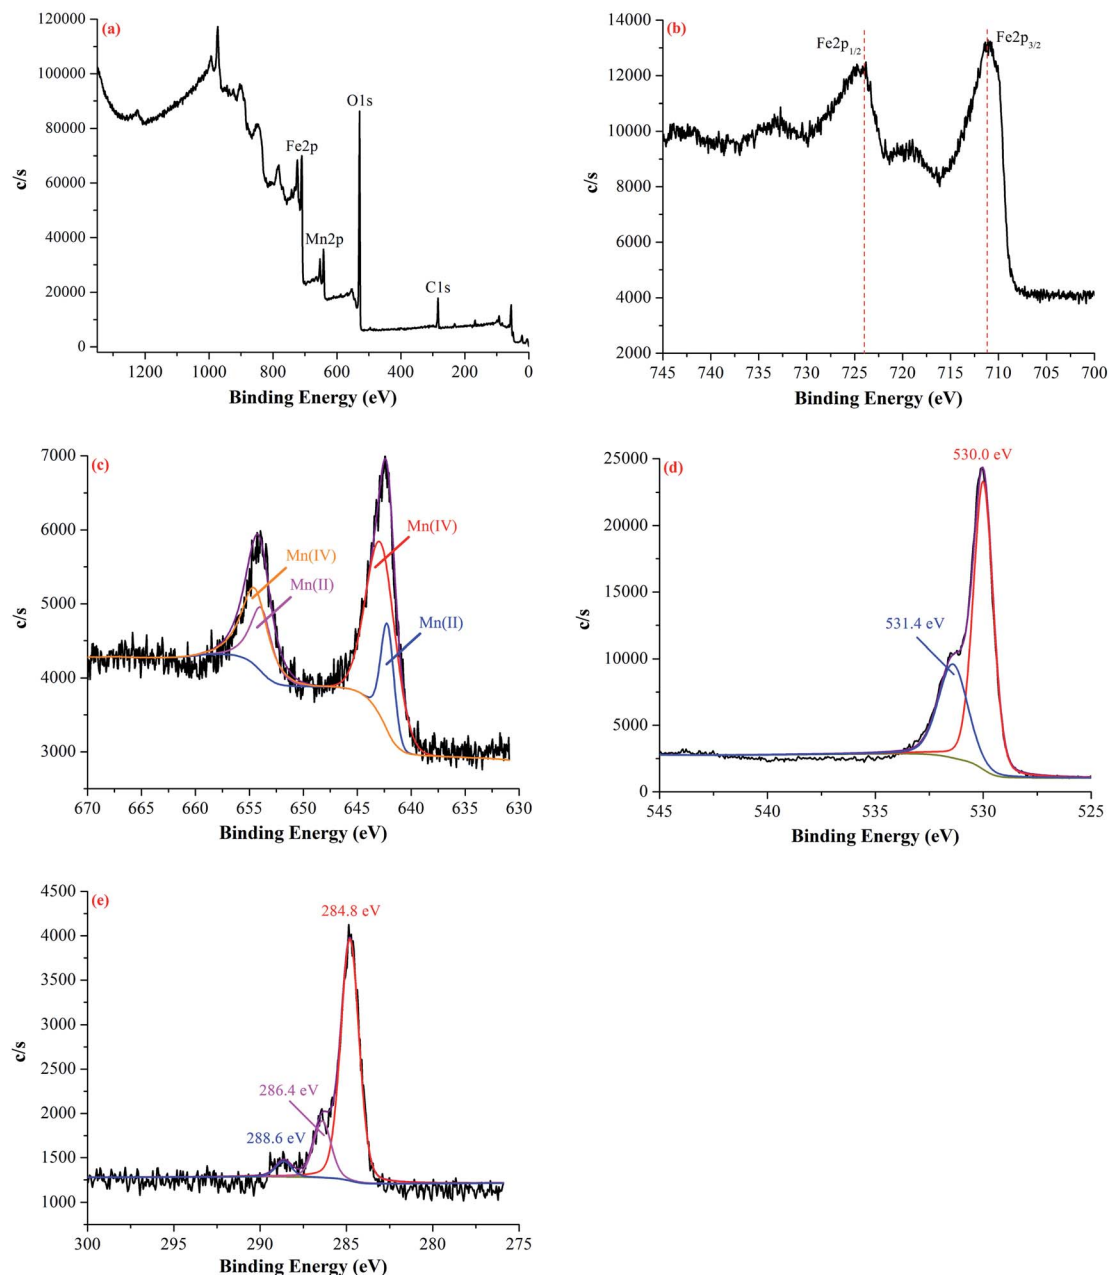 (a)
120000
100000
80000
60000
40000
20000
0
c/s
O1s
Fe2p
Mn2p
C1s
1200 1000 800 600 400 200 0
Binding Energy (eV)
(b)
14000
12000
10000
8000
6000
4000
2000
c/s
Fe2p1/2
Fe2p3/2
745 740 735 730 725 720 715 710 705 700
Binding Energy (eV)
(c)
7000
6000
5000
4000
3000
c/s
Mn(IV)
Mn(IV)
Mn(II)
Mn(II)
670 665 660 655 650 645 640 635 630
Binding Energy (eV)
(d)
530.0 eV
25000
20000
15000
10000
5000
0
c/s
531.4 eV
545 540 535 530 525
Binding Energy (eV)
(e)
4500
4000
3500
3000
2500
2000
1500
1000
c/s
284.8 eV
286.4 eV
288.6 eV
300 295 290 285 280 275
Binding Energy (eV)